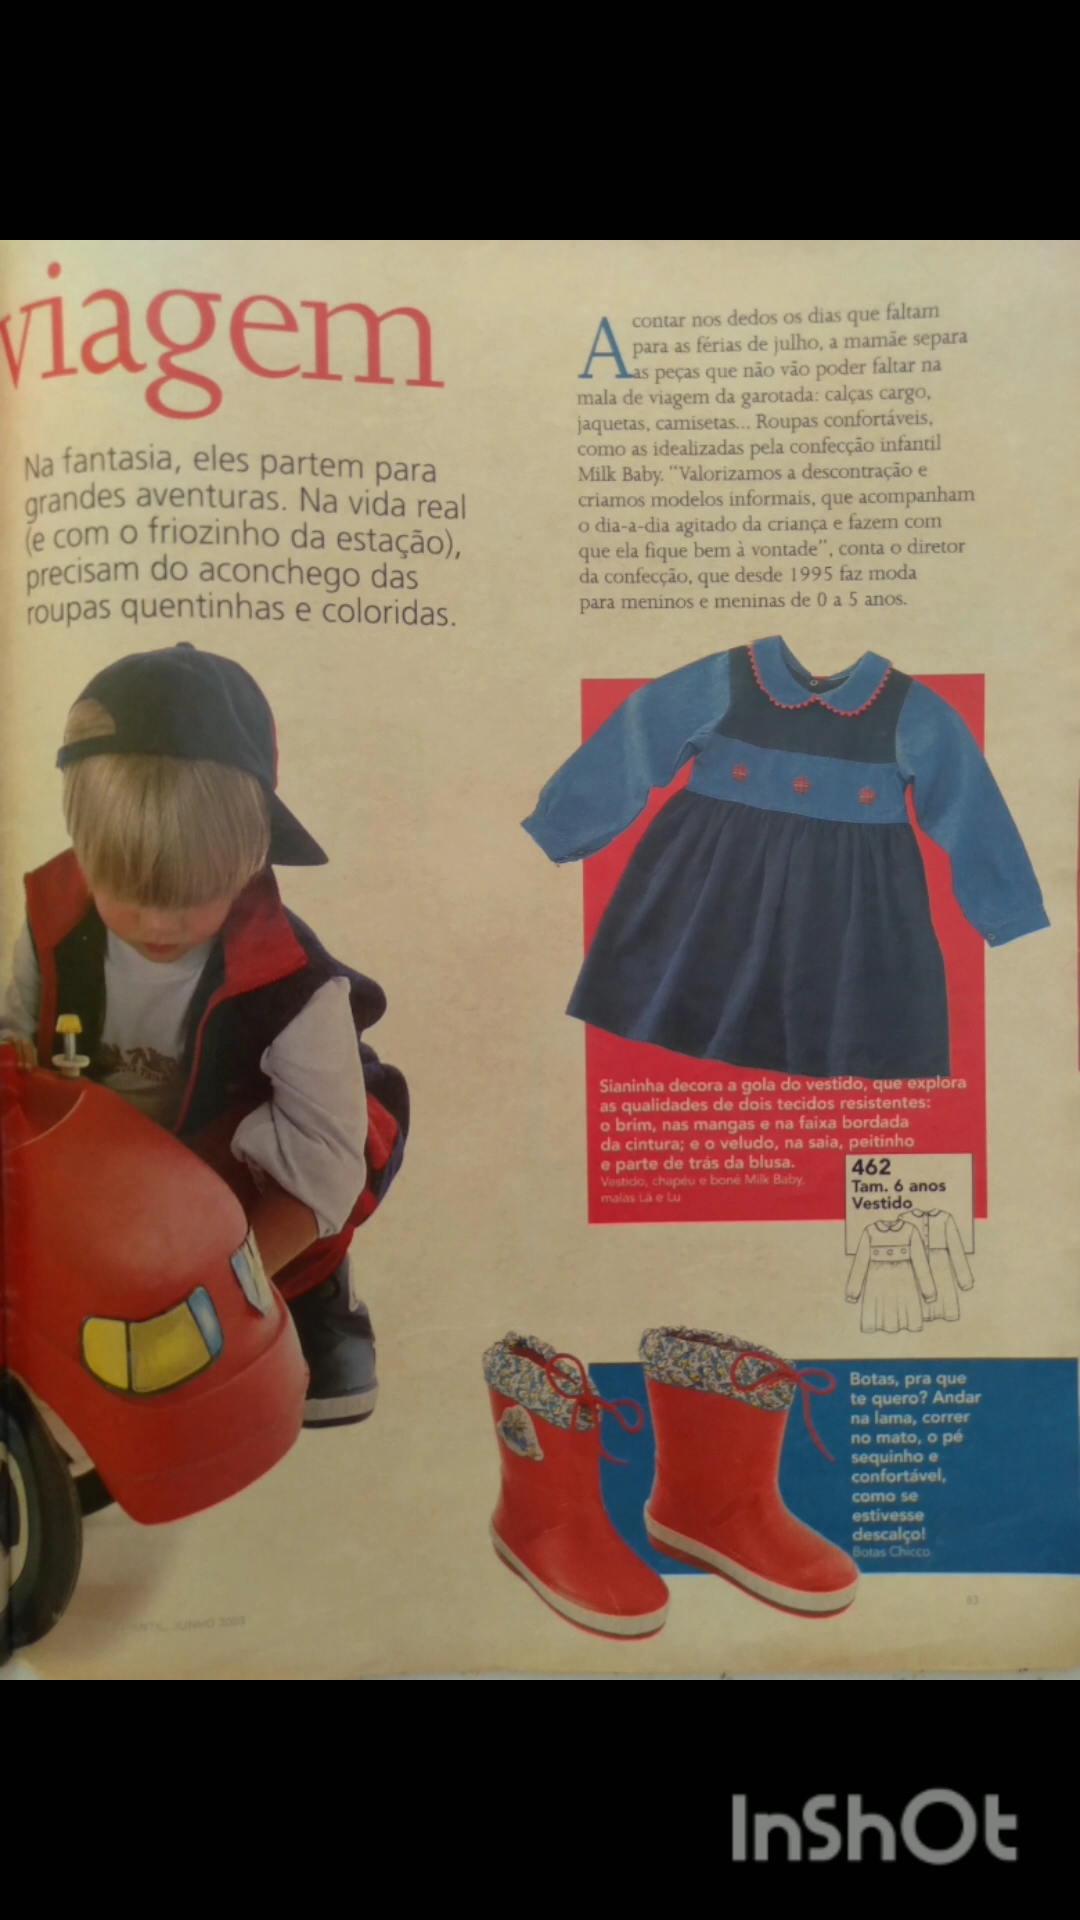 viagem
Na fantasia, eles partem para
grandes aventuras. Na vida real
(e com o friozinho da estação),
precisam do aconchego das
roupas quentinhas e coloridas.
A contar nos dedos os dias que faltam
para as férias de julho, a mamãe separa
as peças que não vão poder faltar na
mala de viagem da garotada: calças cargo,
jaquetas, camisetas... Roupas confortáveis,
como as idealizadas pela confecção infantil
Milk Baby. “Valorizamos a descontração e
criamos modelos informais, que acompanham
o dia-a-dia agitado da criança e fazem com
que ela fique bem à vontade”, conta o diretor
da confecção, que desde 1995 faz moda
para meninos e meninas de 0 a 5 anos.
Sianinha decora a gola do vestido, que explora
as qualidades de dois tecidos resistentes:
o brim, nas mangas e na faixa bordada
da cintura; e o veludo, na saia, peitinho
e parte de trás da blusa.
Vestido, chapéu e boné Milk Baby,
malas Lá e Lu
462
Tam. 6 anos
Vestido
Botas, pra que
te quero? Andar
na lama, correr
no mato, o pé
sequinho e
confortável,
como se
estivesse
descalço!
Botas Chicco
JUNHO 2003
83
InShOt